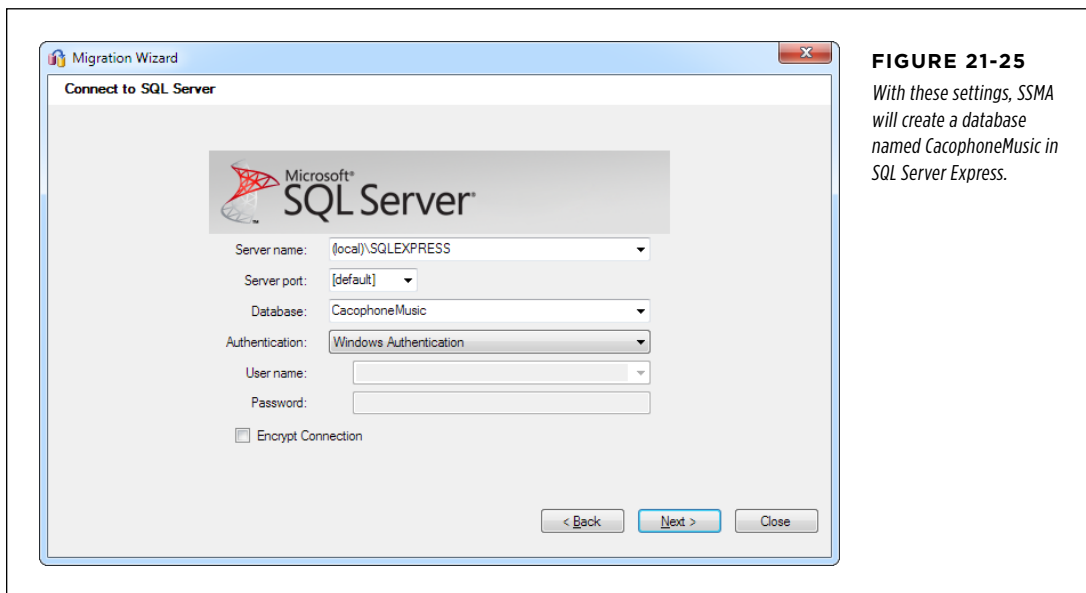 Migration Wizard
Connect to SQL Server
Microsoft®
SQL Server®
™
Server name: (local)\SQLEXPRESS
Server port: [default]
Database: CacophoneMusic
Authentication: Windows Authentication
User name:
Password:
Encrypt Connection
< Back Next > Close
FIGURE 21-25
With these settings, SSMA
will create a database
named CacophoneMusic in
SQL Server Express.